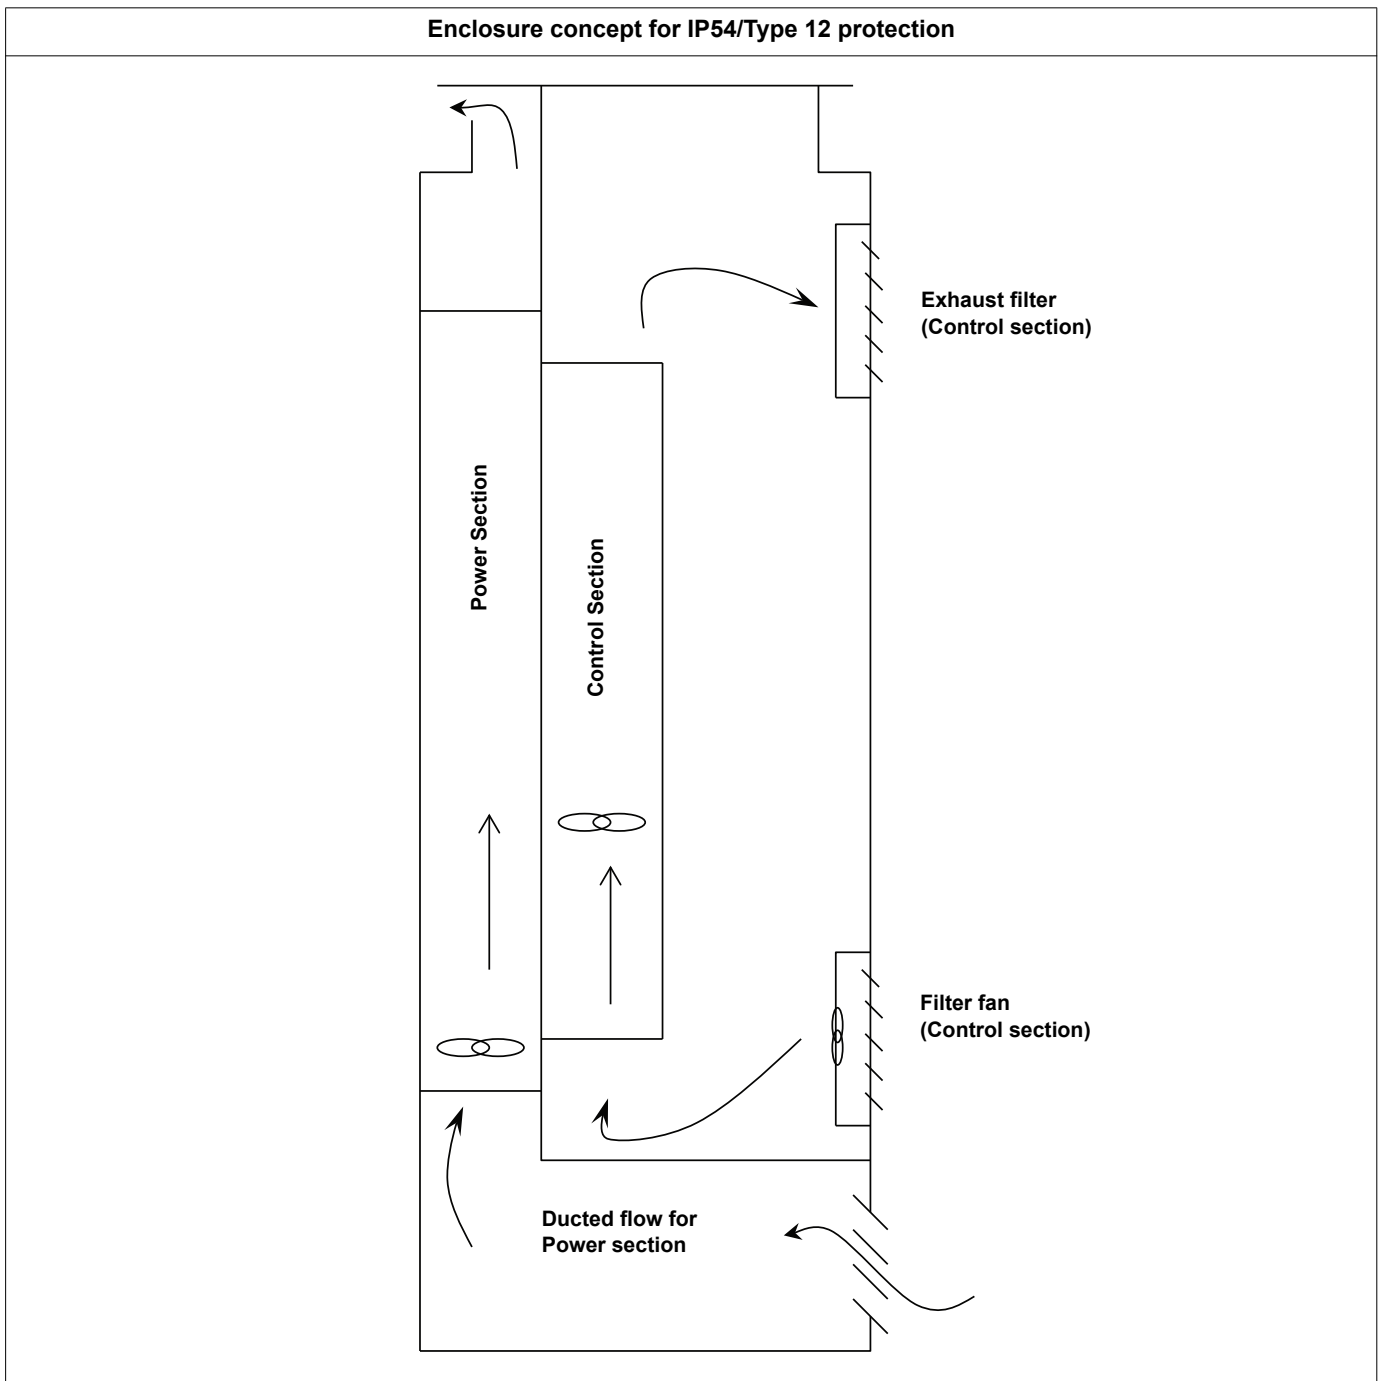 Enclosure concept for IP54/Type 12 protection
Exhaust filter
(Control section)
Power Section
Control Section
Filter fan
(Control section)
Ducted flow for
Power section